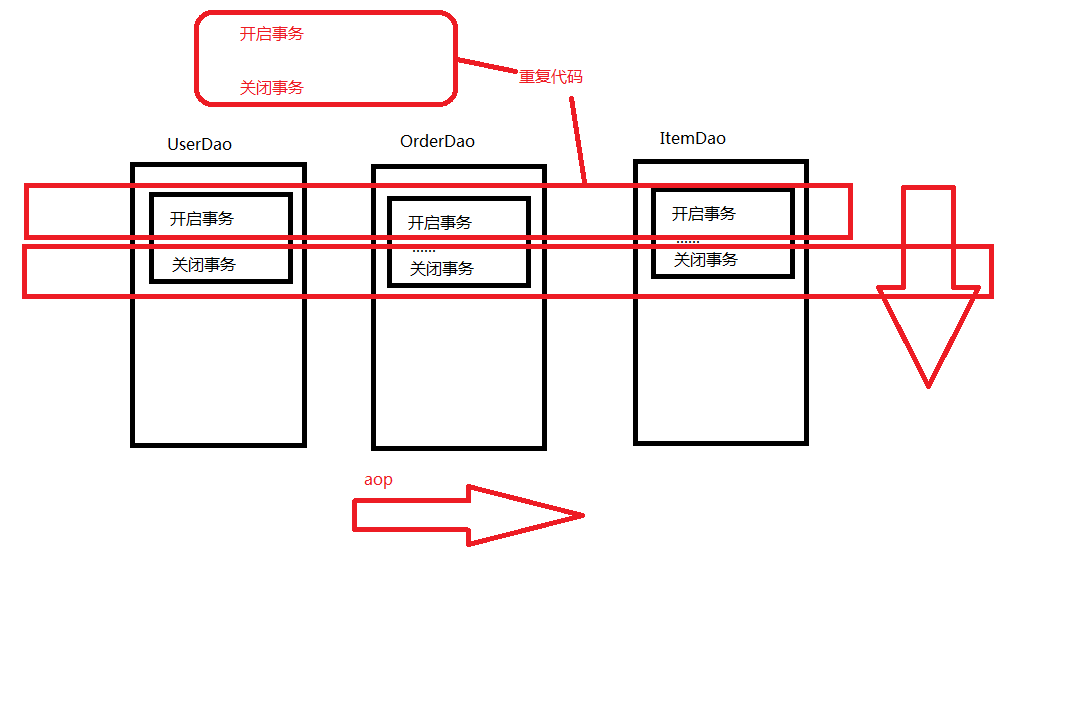 开启事务
关闭事务
重复代码
UserDao
OrderDao
ItemDao
开启事务
关闭事务
开启事务
......
关闭事务
开启事务
......
关闭事务
aop